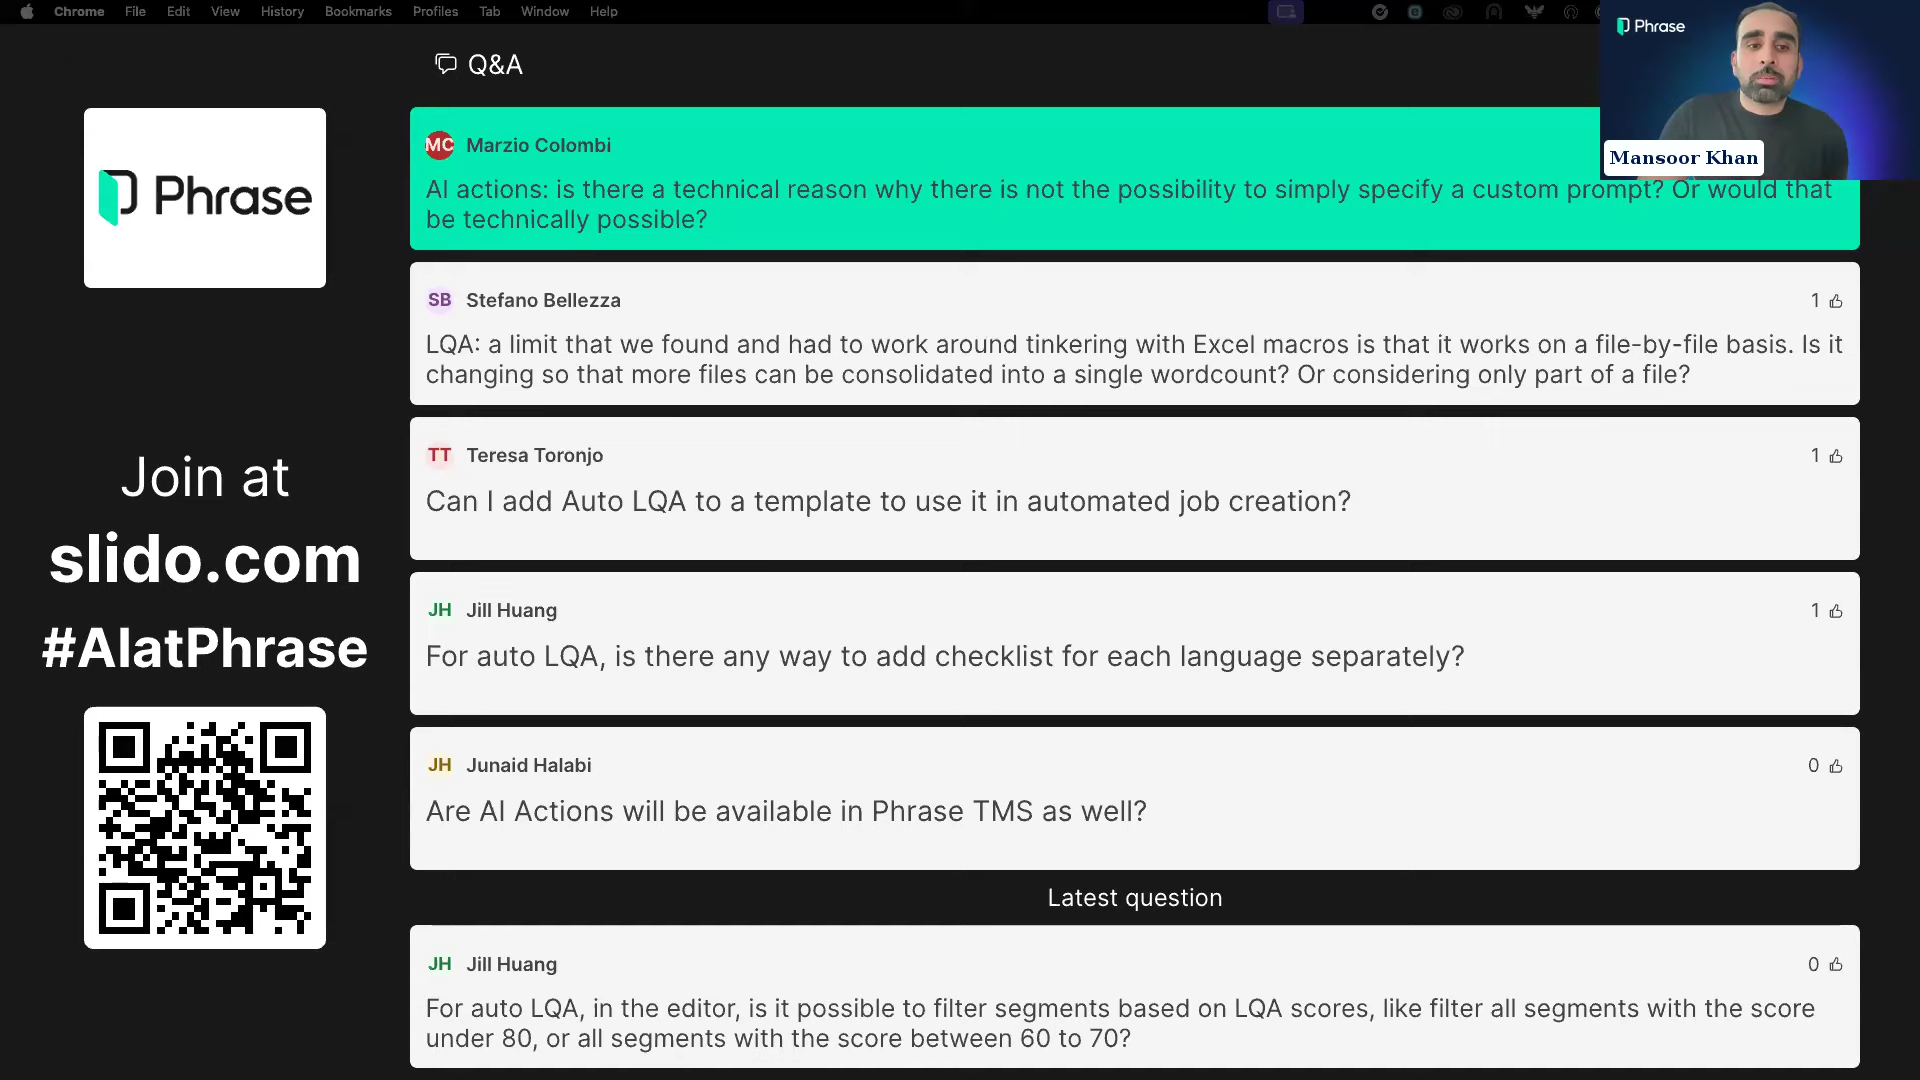 Chrome File Edit View History Bookmarks Profiles Tab Window Help
Phrase
Mansoor Khan
Q&A
Phrase
Join at
slido.com
#AIatPhrase
MC Marzio Colombi
AI actions: is there a technical reason why there is not the possibility to simply specify a custom prompt? Or would that
be technically possible?
SB Stefano Bellezza 1
LQA: a limit that we found and had to work around tinkering with Excel macros is that it works on a file-by-file basis. Is it
changing so that more files can be consolidated into a single wordcount? Or considering only part of a file?
TT Teresa Toronjo 1
Can I add Auto LQA to a template to use it in automated job creation?
JH Jill Huang 1
For auto LQA, is there any way to add checklist for each language separately?
JH Junaid Halabi 0
Are AI Actions will be available in Phrase TMS as well?
Latest question
JH Jill Huang 0
For auto LQA, in the editor, is it possible to filter segments based on LQA scores, like filter all segments with the score
under 80, or all segments with the score between 60 to 70?